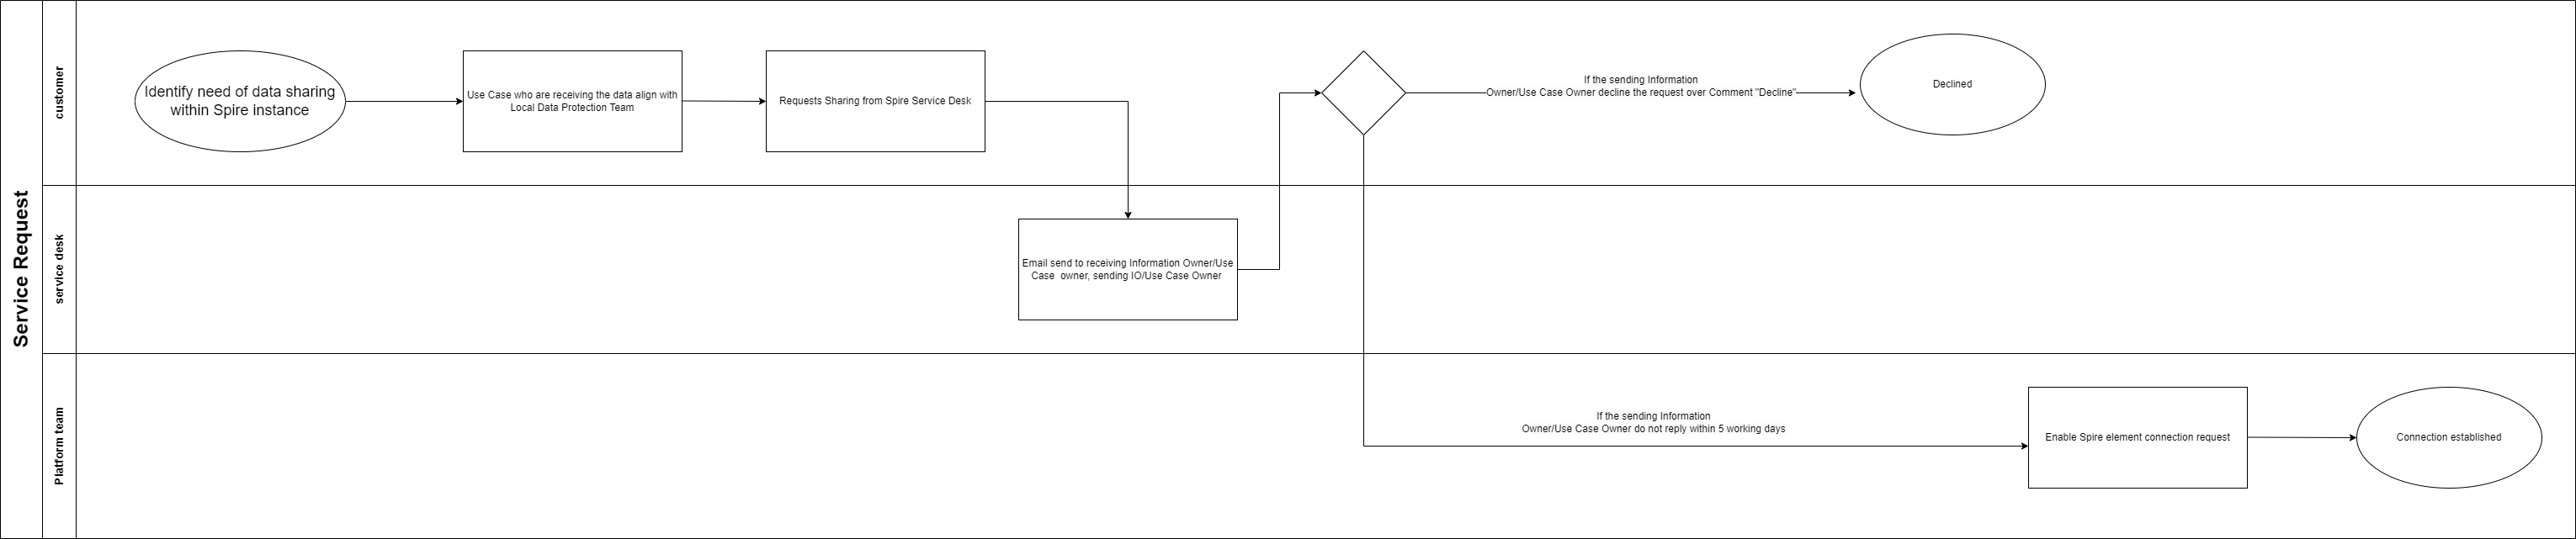 Service Request
customer
Identify need of data sharing
within Spire instance
Use Case who are receiving the data align with
Local Data Protection Team
Requests Sharing from Spire Service Desk
If the sending Information
Owner/Use Case Owner decline the request over Comment "Decline"
Declined
service desk
Email send to receiving Information Owner/Use
Case  owner, sending IO/Use Case Owner
Platform team
If the sending Information
Owner/Use Case Owner do not reply within 5 working days
Enable Spire element connection request
Connection established